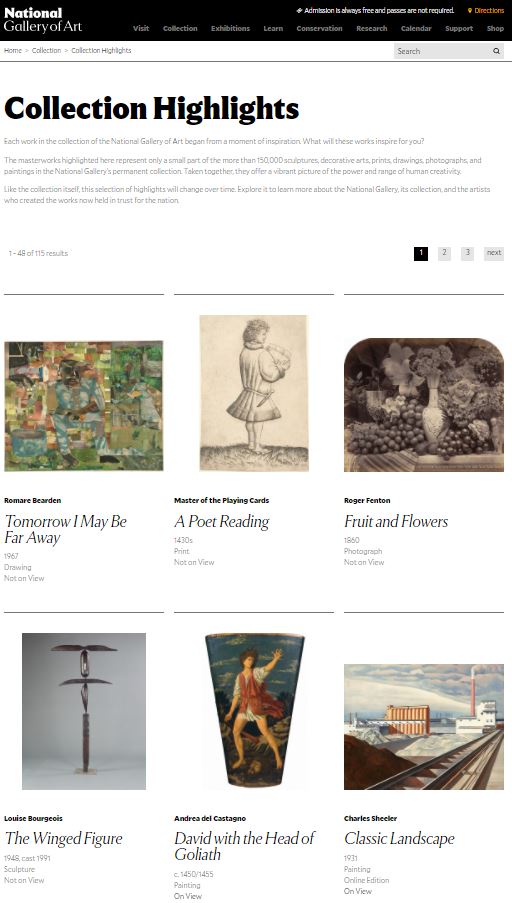 National
Gallery of Art
Admission is always free and passes are not required.
Directions
Visit Collection Exhibitions Learn Conservation Research Calendar Support Shop
Home > Collection > Collection Highlights
Search
Collection Highlights
Each work in the collection of the National Gallery of Art began from a moment of inspiration. What will these works inspire for you?
The masterworks highlighted here represent only a small part of the more than 150,000 sculptures, decorative arts, prints, drawings, photographs, and
paintings in the National Gallery's permanent collection. Taken together, they offer a vibrant picture of the power and range of human creativity.
Like the collection itself, this selection of highlights will change over time. Explore it to learn more about the National Gallery, its collection, and the artists
who created the works now held in trust for the nation.
1 - 48 of 115 results
1 2 3 next
Romare Bearden
Tomorrow I May Be
Far Away
1967
Drawing
Not on View
Master of the Playing Cards
A Poet Reading
1430s
Print
Not on View
Roger Fenton
Fruit and Flowers
1860
Photograph
Not on View
Louise Bourgeois
The Winged Figure
1948, cast 1991
Sculpture
Not on View
Andrea del Castagno
David with the Head of
Goliath
c. 1450/1455
Painting
On View
Charles Sheeler
Classic Landscape
1931
Painting
Online Edition
On View